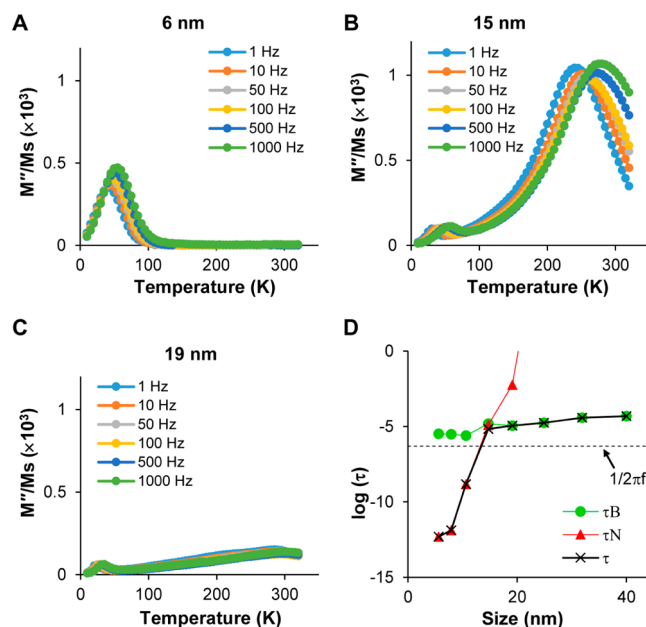 A
6 nm
M″/Ms (×10³)
1
0.5
0
1 Hz
10 Hz
50 Hz
100 Hz
500 Hz
1000 Hz
0 100 200 300
Temperature (K)
B
15 nm
M″/Ms (×10³)
1
0.5
0
1 Hz
10 Hz
50 Hz
100 Hz
500 Hz
1000 Hz
0 100 200 300
Temperature (K)
C
19 nm
M″/Ms (×10³)
1
0.5
0
1 Hz
10 Hz
50 Hz
100 Hz
500 Hz
1000 Hz
0 100 200 300
Temperature (K)
D
log (τ)
0
-5
-10
-15
1/2πf
τB
τN
τ
0 20 40
Size (nm)